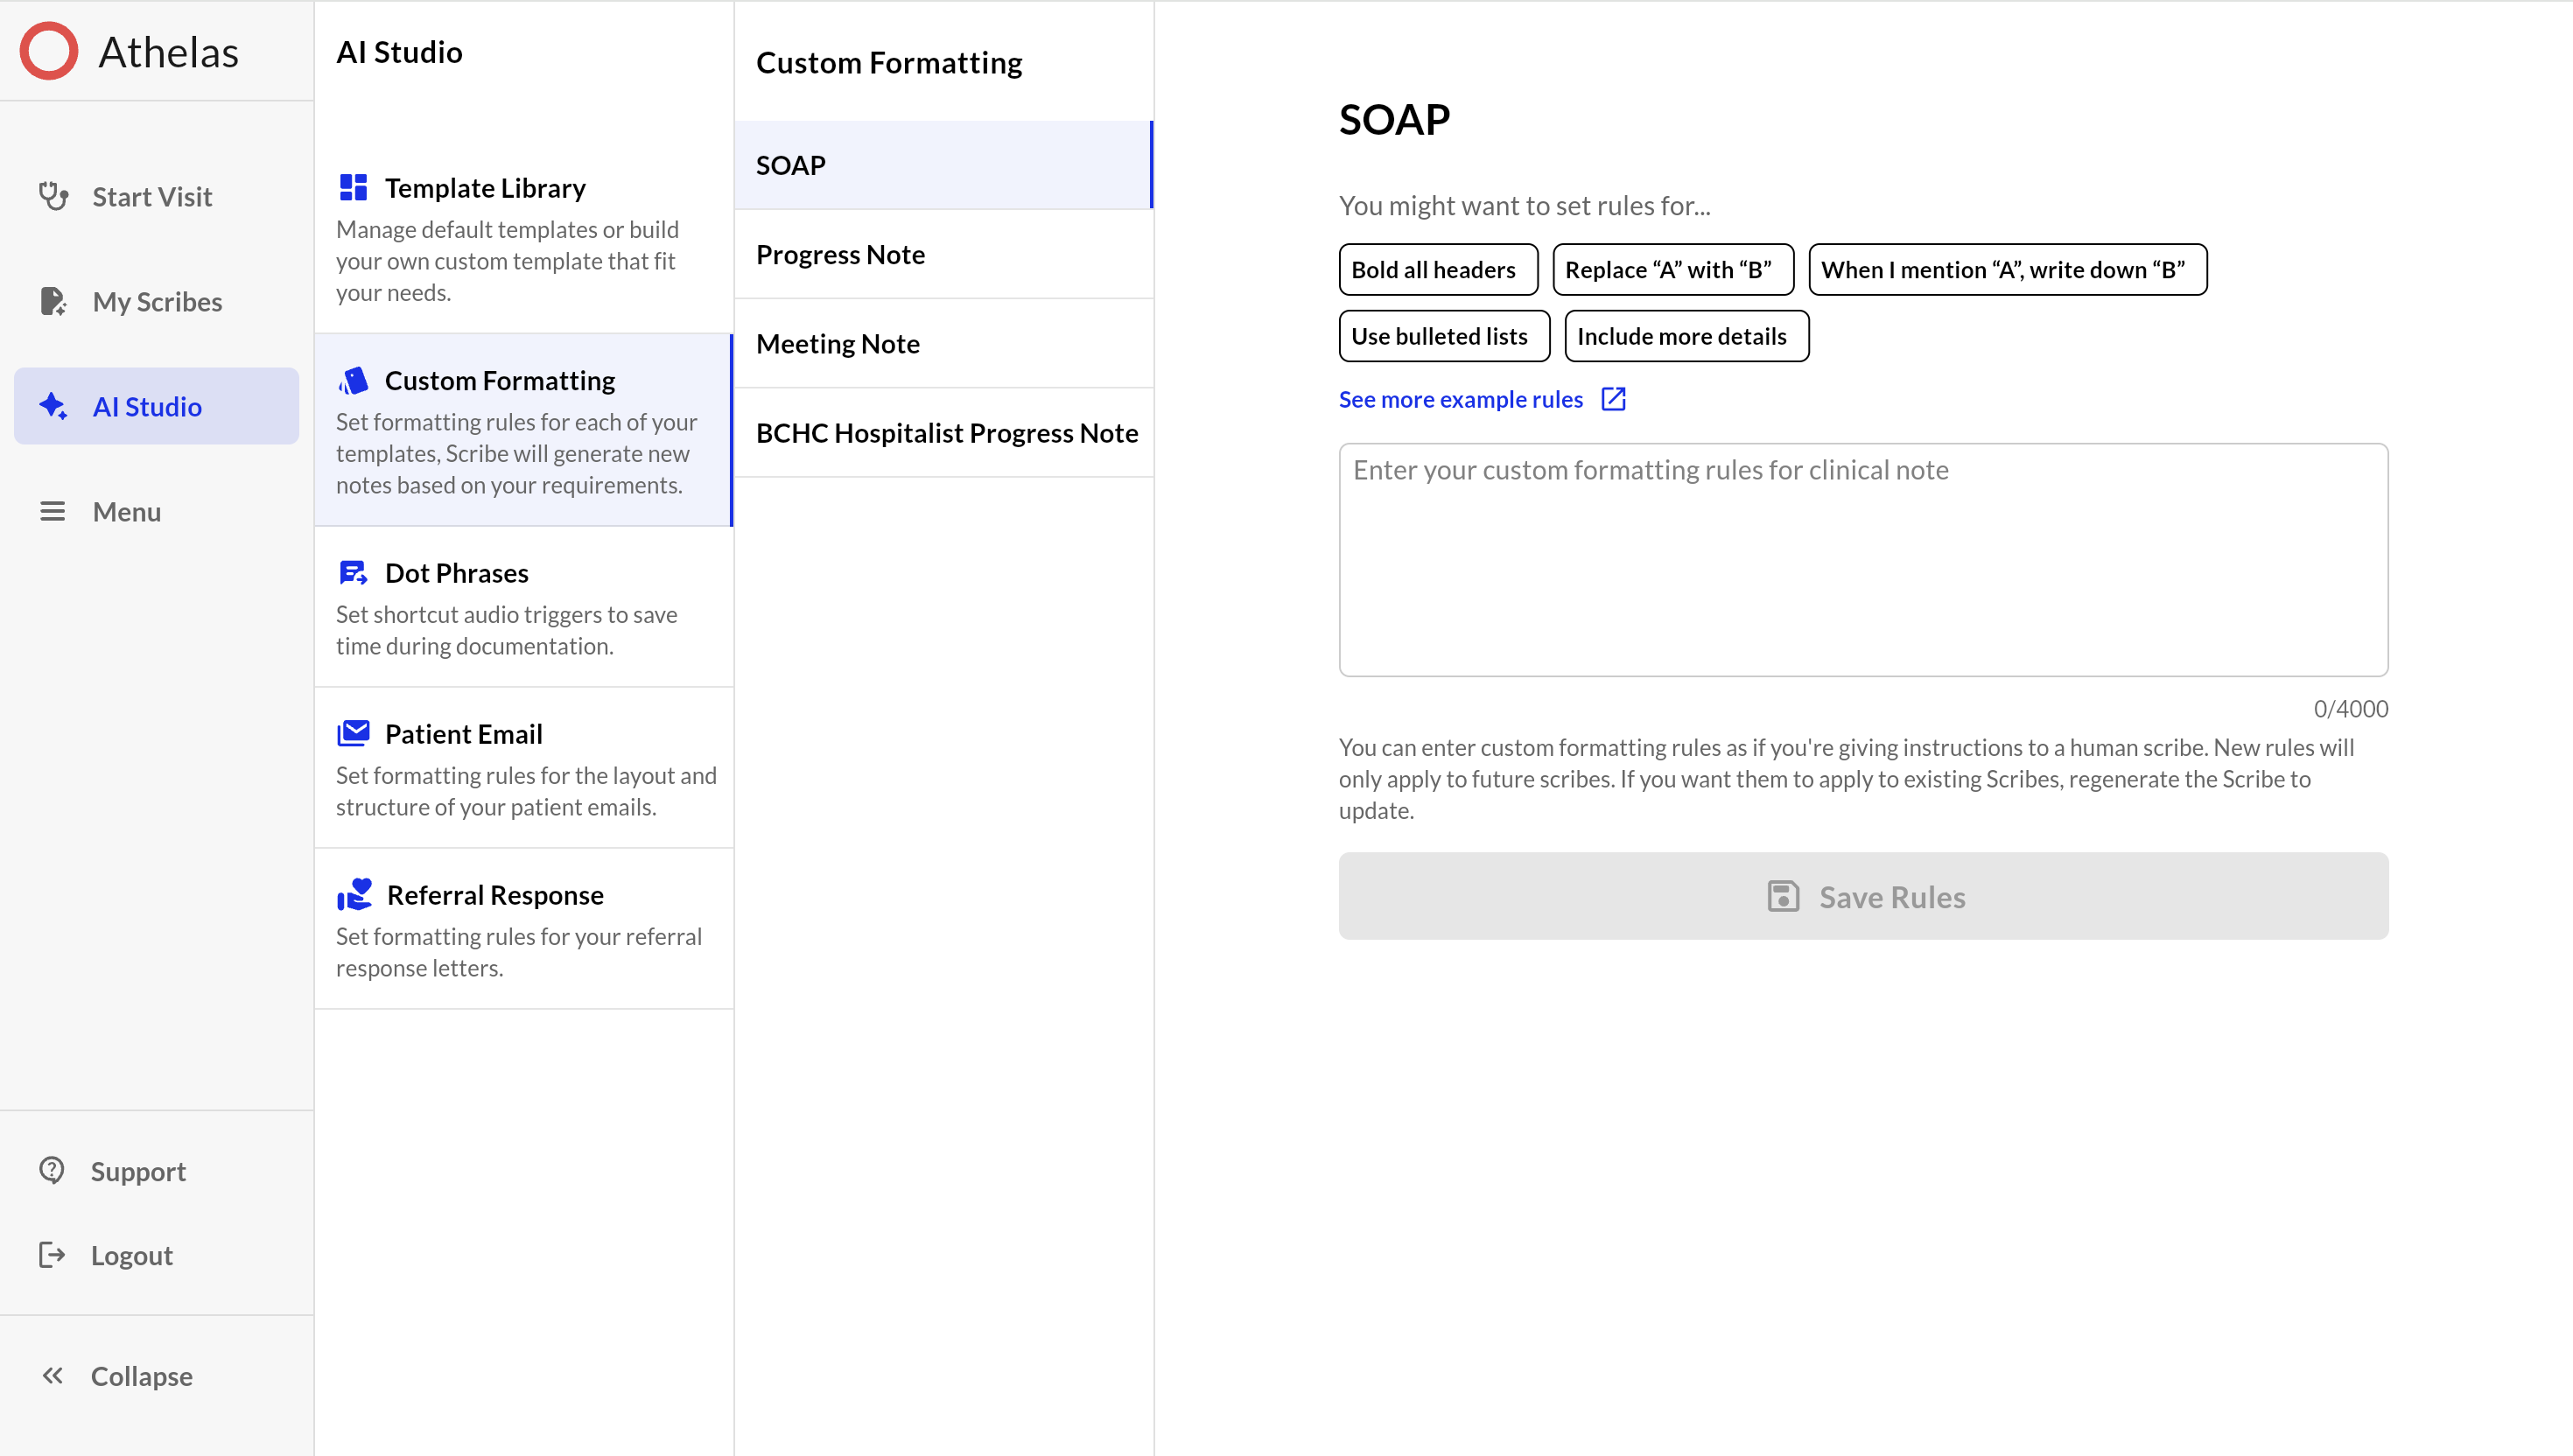 Athelas
Start Visit
My Scribes
AI Studio
Menu
Support
Logout
Collapse
AI Studio
Template Library
Manage default templates or build
your own custom template that fit
your needs.
Custom Formatting
Set formatting rules for each of your
templates, Scribe will generate new
notes based on your requirements.
Dot Phrases
Set shortcut audio triggers to save
time during documentation.
Patient Email
Set formatting rules for the layout and
structure of your patient emails.
Referral Response
Set formatting rules for your referral
response letters.
Custom Formatting
SOAP
Progress Note
Meeting Note
BCHC Hospitalist Progress Note
SOAP
You might want to set rules for...
Bold all headers Replace “A” with “B” When I mention “A”, write down “B”
Use bulleted lists Include more details
See more example rules
Enter your custom formatting rules for clinical note
0/4000
You can enter custom formatting rules as if you're giving instructions to a human scribe. New rules will
only apply to future scribes. If you want them to apply to existing Scribes, regenerate the Scribe to
update.
Save Rules